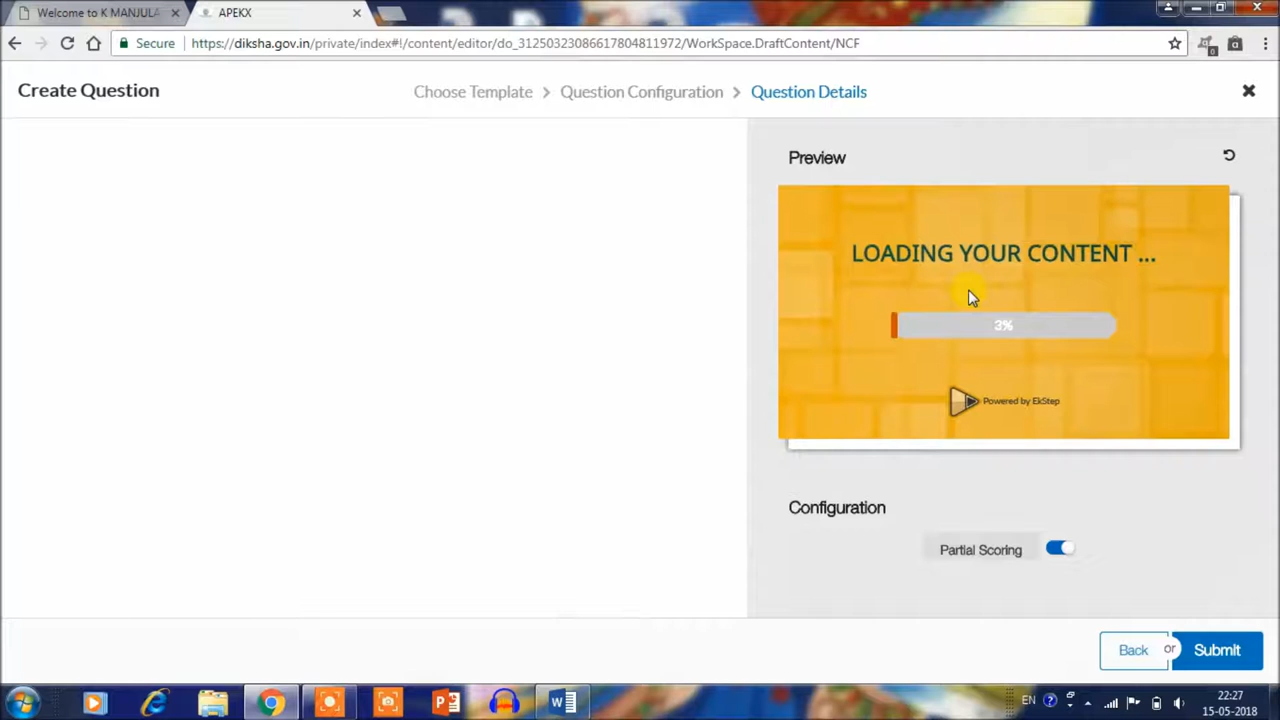 Welcome to K MANJULA
APEKX
Secure
https://diksha.gov.in/private/index#!/content/editor/do_31250323086617804811972/WorkSpace.DraftContent/NCF
Create Question
Choose Template > Question Configuration > Question Details
Preview
LOADING YOUR CONTENT ...
3%
Powered by EkStep
Configuration
Partial Scoring
Back or Submit
EN
22:27
15-05-2018